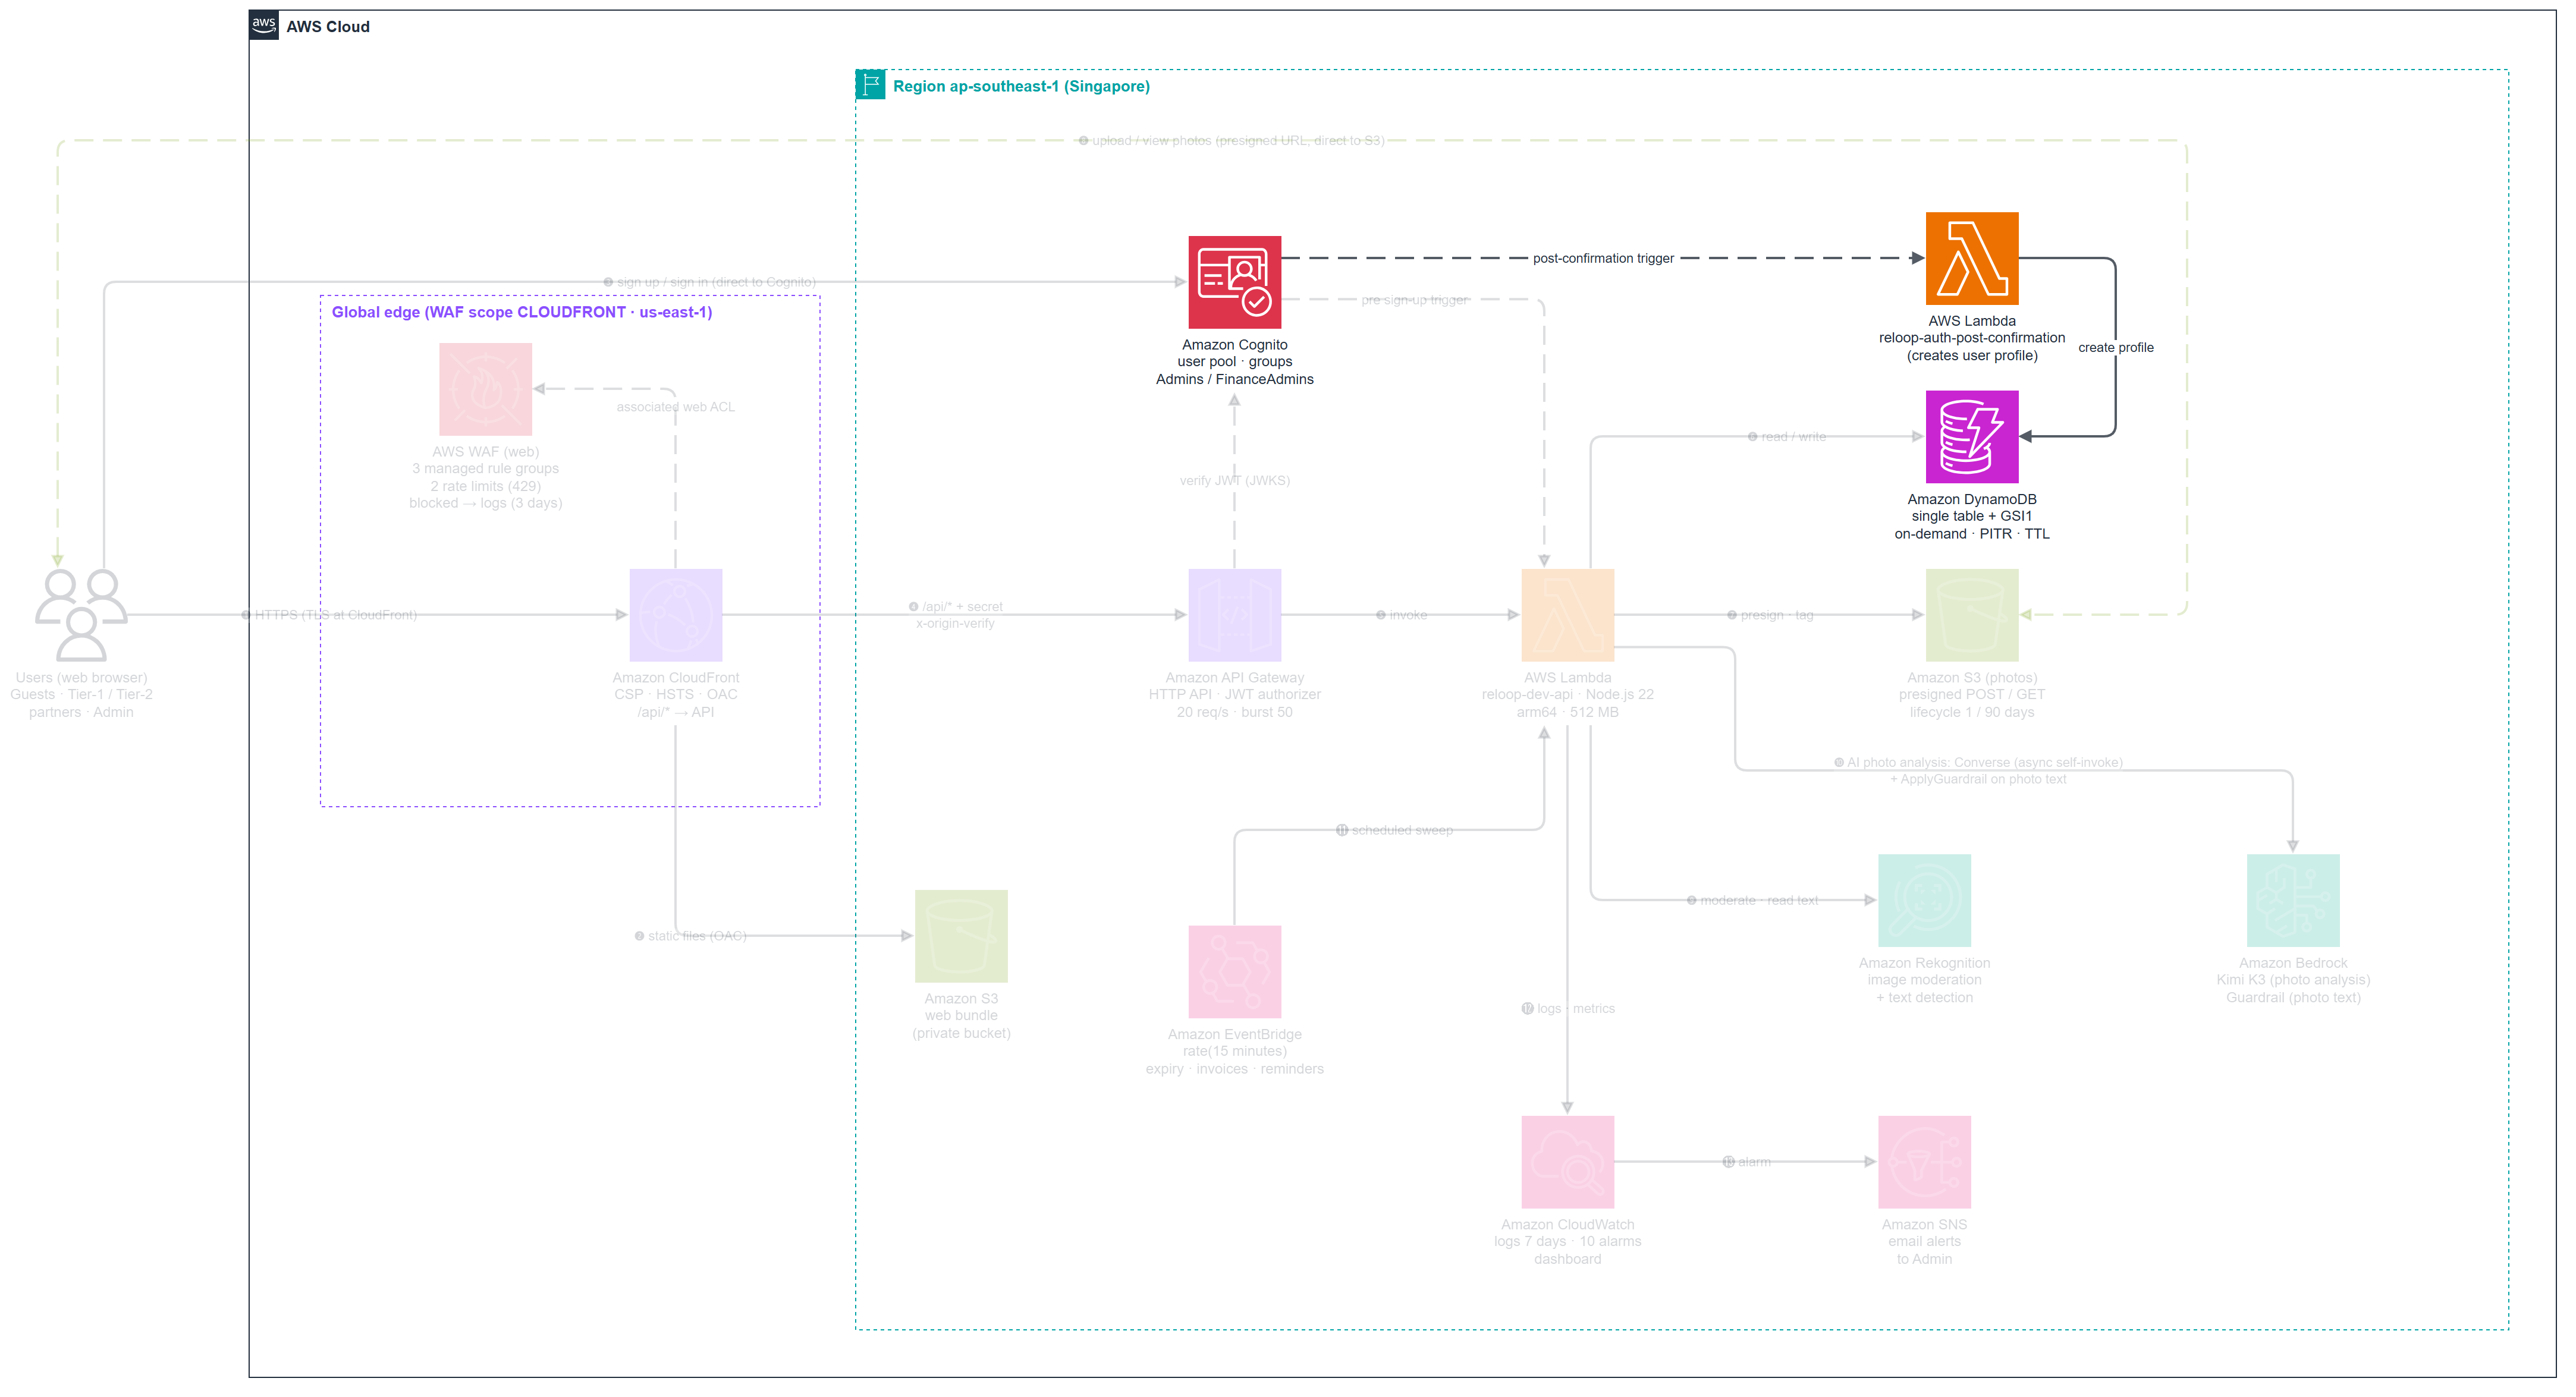 aws
AWS Cloud
Region ap-southeast-1 (Singapore)
❽ upload / view photos (presigned URL, direct to S3)
post-confirmation trigger
❸ sign up / sign in (direct to Cognito)
pre sign-up trigger
Global edge (WAF scope CLOUDFRONT · us-east-1)
AWS Lambda
reloop-auth-post-confirmation
(creates user profile)
create profile
Amazon Cognito
user pool · groups
Admins / FinanceAdmins
associated web ACL
AWS WAF (web)
3 managed rule groups
2 rate limits (429)
blocked → logs (3 days)
❻ read / write
verify JWT (JWKS)
Amazon DynamoDB
single table + GSI1
on-demand · PITR · TTL
HTTPS (TLS at CloudFront)
❹ /api/* + secret
x-origin-verify
❺ invoke
❼ presign · tag
Users (web browser)
Guests · Tier-1 / Tier-2
partners · Admin
Amazon CloudFront
CSP · HSTS · OAC
/api/* → API
Amazon API Gateway
HTTP API · JWT authorizer
20 req/s · burst 50
AWS Lambda
reloop-dev-api · Node.js 22
arm64 · 512 MB
Amazon S3 (photos)
presigned POST / GET
lifecycle 1 / 90 days
❿ AI photo analysis: Converse (async self-invoke)
+ ApplyGuardrail on photo text
⓫ scheduled sweep
❾ moderate · read text
❷ static files (OAC)
Amazon S3
web bundle
(private bucket)
Amazon EventBridge
rate(15 minutes)
expiry · invoices · reminders
Amazon Rekognition
image moderation
+ text detection
Amazon Bedrock
Kimi K3 (photo analysis)
Guardrail (photo text)
⓬ logs · metrics
⓭ alarm
Amazon CloudWatch
logs 7 days · 10 alarms
dashboard
Amazon SNS
email alerts
to Admin